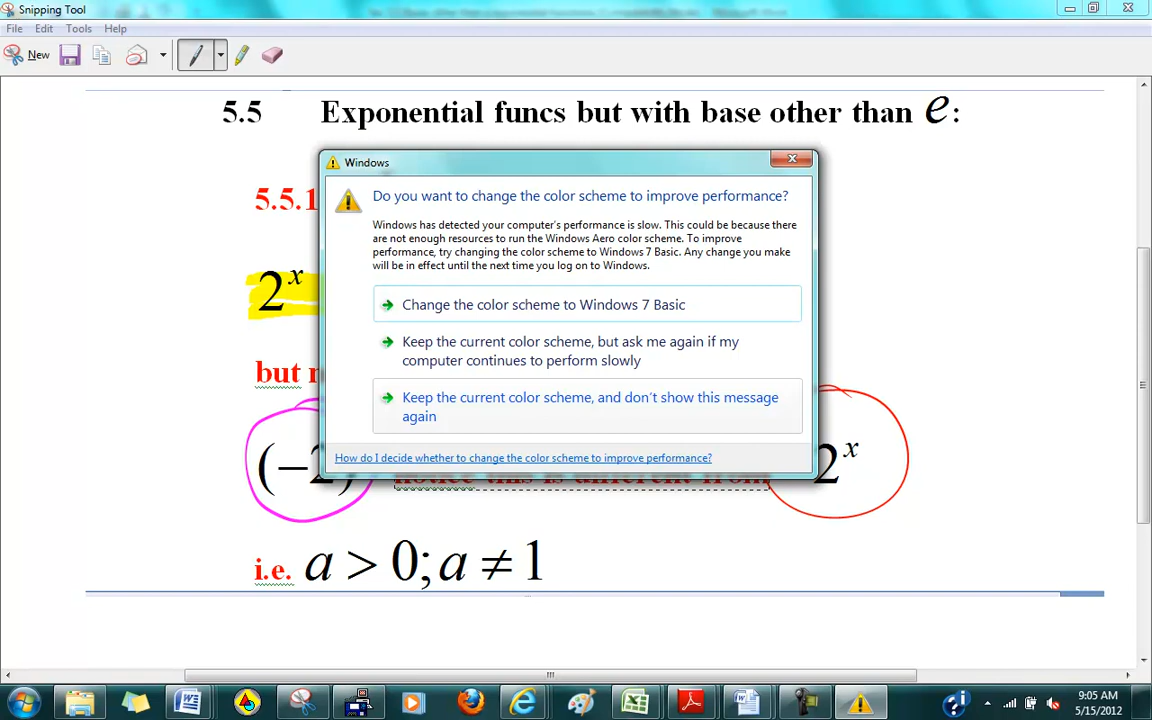 Snipping Tool
File Edit Tools Help
New
5.5 Exponential funcs but with base other than e:
Windows
5.5.1
Do you want to change the color scheme to improve performance?
Windows has detected your computer's performance is slow. This could be because there
are not enough resources to run the Windows Aero color scheme. To improve
performance, try changing the color scheme to Windows 7 Basic. Any change you make
will be in effect until the next time you log on to Windows.
2^x
Change the color scheme to Windows 7 Basic
Keep the current color scheme, but ask me again if my
computer continues to perform slowly
but
Keep the current color scheme, and don't show this message
again
How do I decide whether to change the color scheme to improve performance?
(−2) notice this is different from 2^x
i.e. a > 0; a ≠ 1
9:05 AM
5/15/2012